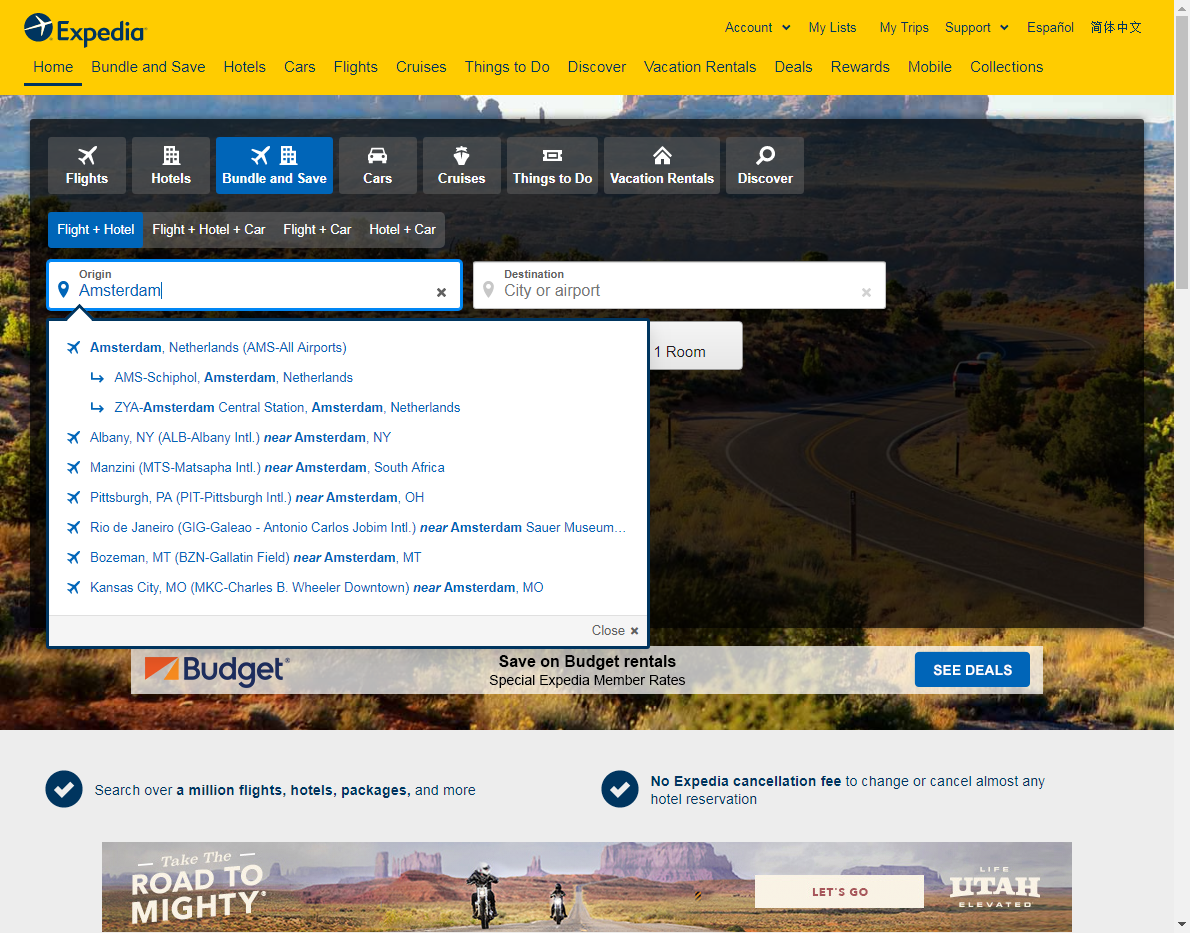 Expedia
Account
My Lists
My Trips
Support
Español
简体中文
Home
Bundle and Save
Hotels
Cars
Flights
Cruises
Things to Do
Discover
Vacation Rentals
Deals
Rewards
Mobile
Collections
Flights
Hotels
Bundle and Save
Cars
Cruises
Things to Do
Vacation Rentals
Discover
Flight + Hotel
Flight + Hotel + Car
Flight + Car
Hotel + Car
Origin
Amsterdam
Destination
City or airport
1 Room
Amsterdam, Netherlands (AMS-All Airports)
AMS-Schiphol, Amsterdam, Netherlands
ZYA-Amsterdam Central Station, Amsterdam, Netherlands
Albany, NY (ALB-Albany Intl.) near Amsterdam, NY
Manzini (MTS-Matsapha Intl.) near Amsterdam, South Africa
Pittsburgh, PA (PIT-Pittsburgh Intl.) near Amsterdam, OH
Rio de Janeiro (GIG-Galeao - Antonio Carlos Jobim Intl.) near Amsterdam Sauer Museum…
Bozeman, MT (BZN-Gallatin Field) near Amsterdam, MT
Kansas City, MO (MKC-Charles B. Wheeler Downtown) near Amsterdam, MO
Close
Budget®
Save on Budget rentals
Special Expedia Member Rates
SEE DEALS
Search over a million flights, hotels, packages, and more
No Expedia cancellation fee to change or cancel almost any
hotel reservation
Take The
ROAD TO
MIGHTY®
LET'S GO
LIFE
UTAH
ELEVATED